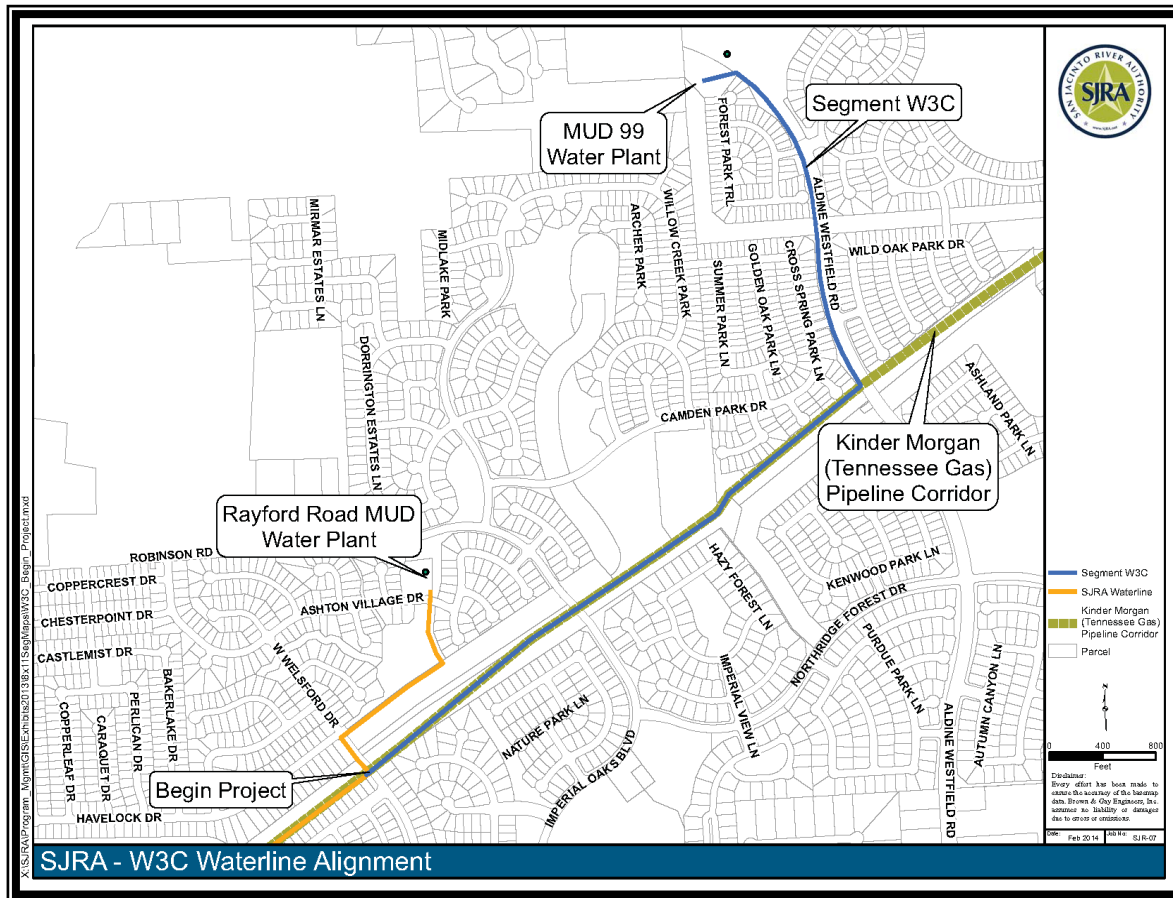 SAN JACINTO RIVER AUTHORITY
SJRA
MUD 99
Water Plant
Segment W3C
FOREST PARK TRL
ALDINE WESTFIELD RD
WILLOW CREEK PARK
ARCHER PARK
MIRMAR ESTATES LN
MIDLAKE PARK
WILD OAK PARK DR
CROSS SPRING PARK LN
GOLDEN OAK PARK LN
SUMMER PARK LN
DORRINGTON ESTATES LN
CAMDEN PARK DR
ASHLAND PARK LN
Kinder Morgan
(Tennessee Gas)
Pipeline Corridor
Rayford Road MUD
Water Plant
ROBINSON RD
COPPERCREST DR
CHESTERPOINT DR
ASHTON VILLAGE DR
CASTLEMIST DR
W WELSFORD DR
BAKERLAKE DR
PERLICAN DR
CARAQUET DR
COPPERLEAF DR
HAVELOCK DR
HAZY FOREST LN
KENWOOD PARK LN
NORTHRIDGE FOREST DR
PURDUE PARK LN
IMPERIAL VIEW LN
NATURE PARK LN
IMPERIAL OAKS BLVD
ALDINE WESTFIELD RD
AUTUMN CANYON LN
Begin Project
Segment W3C
SJRA Waterline
Kinder Morgan
(Tennessee Gas)
Pipeline Corridor
Parcel
0 400 800
Feet
Disclaimer:
Every effort has been made to
ensure the accuracy of the basemap
data. Brown & Gay Engineers, Inc.
assumes no liability or damages
due to errors or omissions.
Date: Feb 2014 Job No: SJR-07
X:\SJRA\Program_Mgmt\GIS\Exhibits2013\8x11SegMaps\W3C_Begin_Project.mxd
SJRA - W3C Waterline Alignment